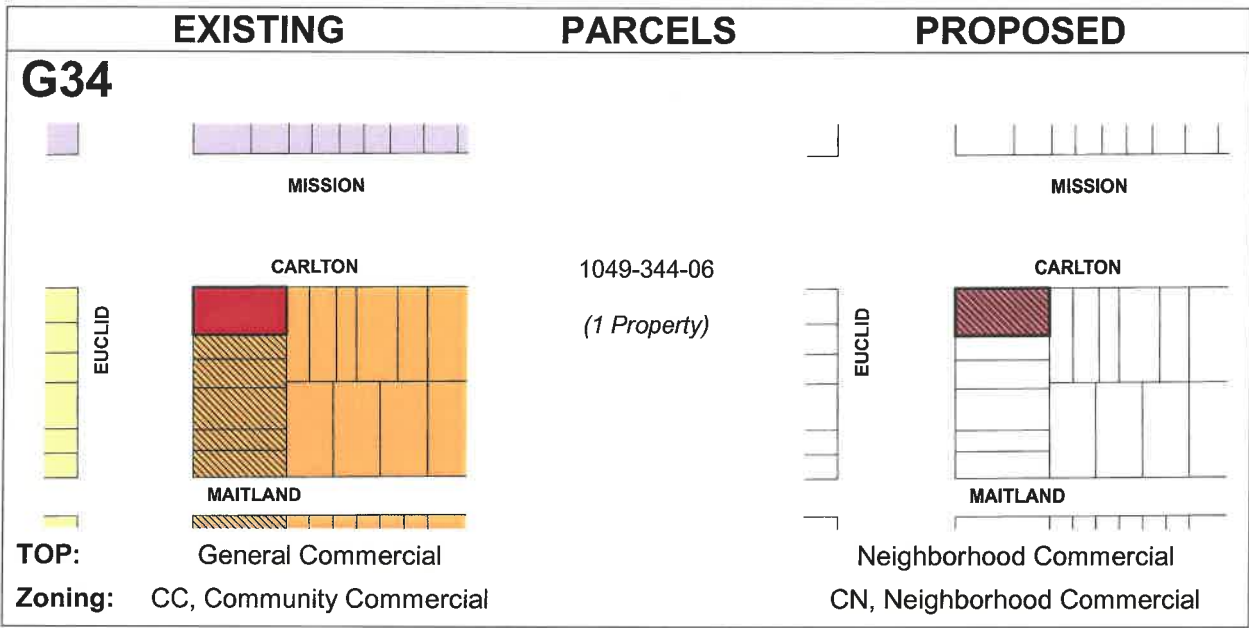 EXISTING PARCELS PROPOSED
G34
MISSION MISSION
CARLTON 1049-344-06 CARLTON
EUCLID (1 Property) EUCLID
MAITLAND MAITLAND
TOP: General Commercial Neighborhood Commercial
Zoning: CC, Community Commercial CN, Neighborhood Commercial